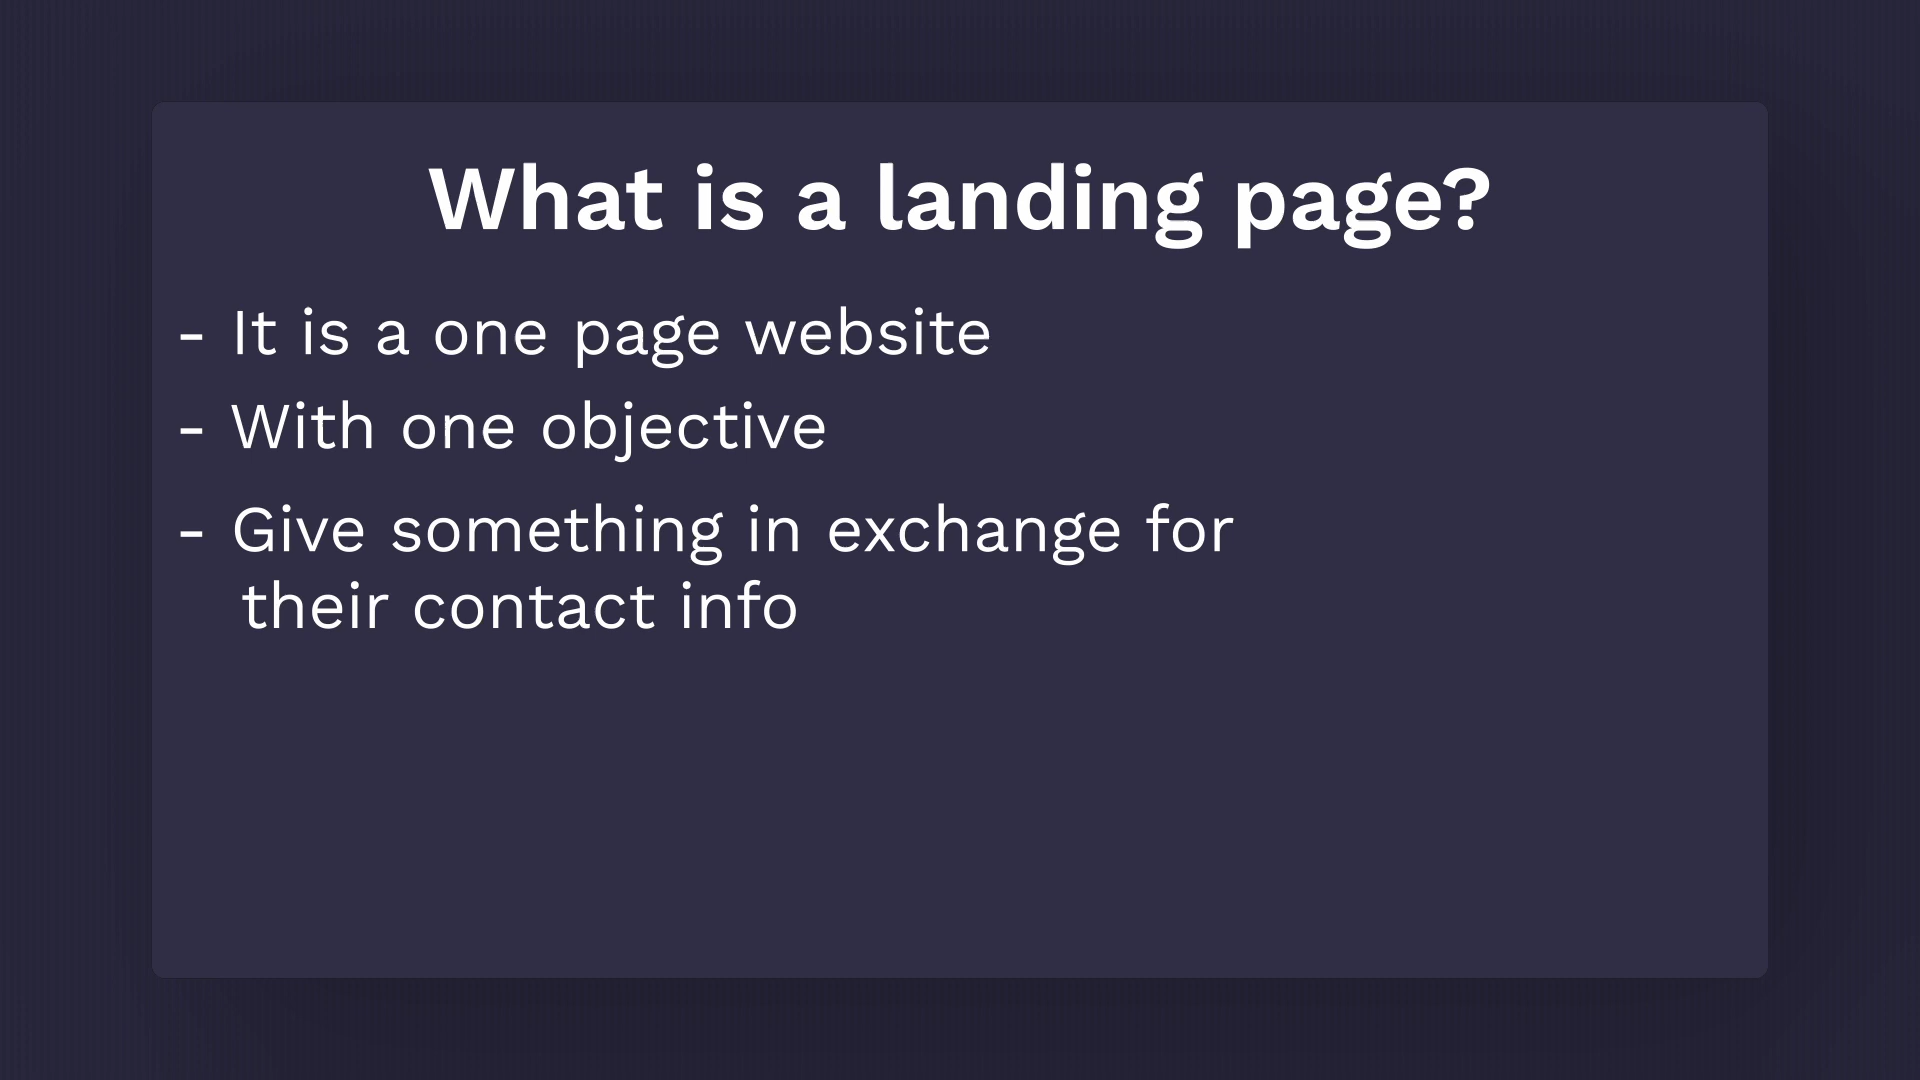 What is a landing page?
- It is a one page website
- With one objective
- Give something in exchange for
their contact info